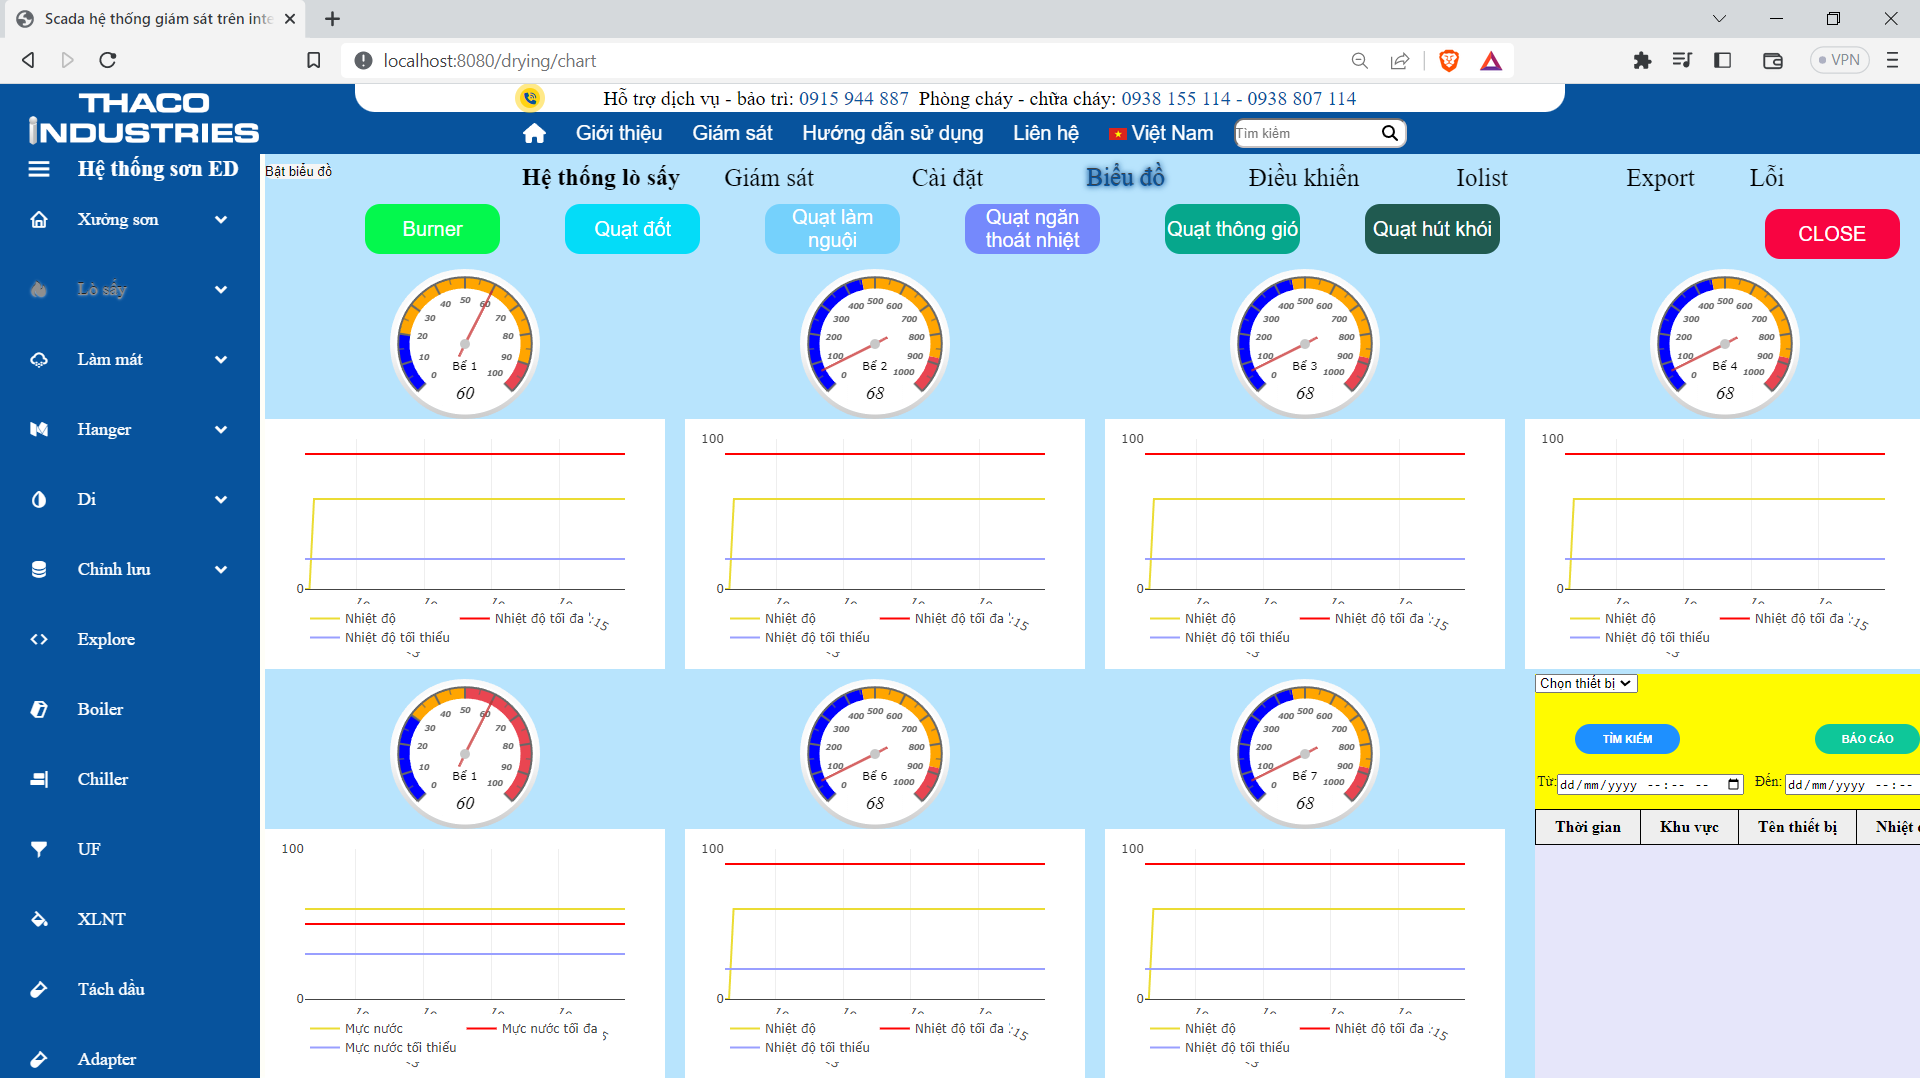 Scada hệ thống giám sát trên inte
localhost:8080/drying/chart
VPN
THACO
INDUSTRIES
Hỗ trợ dịch vụ - bảo trì: 0915 944 887 Phòng cháy - chữa cháy: 0938 155 114 - 0938 807 114
Giới thiệu Giám sát Hướng dẫn sử dụng Liên hệ Việt Nam Tìm kiếm
Hệ thống sơn ED
Xưởng sơn
Lò sấy
Làm mát
Hanger
Di
Chỉnh lưu
Explore
Boiler
Chiller
UF
XLNT
Tách dầu
Adapter
Bật biểu đồ
Hệ thống lò sấy Giám sát Cài đặt Biểu đồ Điều khiển Iolist Export Lỗi
Burner
Quạt đốt
Quạt làm
nguội
Quạt ngăn
thoát nhiệt
Quạt thông gió
Quạt hút khói
CLOSE
0 10 20 30 40 50 60 70 80 90 100
Bể 1
60
0 100 200 300 400 500 600 700 800 900 1000
Bể 2
68
0 100 200 300 400 500 600 700 800 900 1000
Bể 3
68
0 100 200 300 400 500 600 700 800 900 1000
Bể 4
68
0
Nhiệt độ Nhiệt độ tối đa :15
Nhiệt độ tối thiểu
100
0
Nhiệt độ Nhiệt độ tối đa :15
Nhiệt độ tối thiểu
100
0
Nhiệt độ Nhiệt độ tối đa :15
Nhiệt độ tối thiểu
100
0
Nhiệt độ Nhiệt độ tối đa :15
Nhiệt độ tối thiểu
0 10 20 30 40 50 60 70 80 90 100
Bể 1
60
0 100 200 300 400 500 600 700 800 900 1000
Bể 6
68
0 100 200 300 400 500 600 700 800 900 1000
Bể 7
68
Chọn thiết bị
TÌM KIẾM
BÁO CÁO
Từ: dd/mm/yyyy --:-- -- Đến: dd/mm/yyyy --:--
Thời gian Khu vực Tên thiết bị Nhiệt
100
0
Mực nước Mực nước tối đa
Mực nước tối thiểu
100
0
Nhiệt độ Nhiệt độ tối đa :15
Nhiệt độ tối thiểu
100
0
Nhiệt độ Nhiệt độ tối đa :15
Nhiệt độ tối thiểu